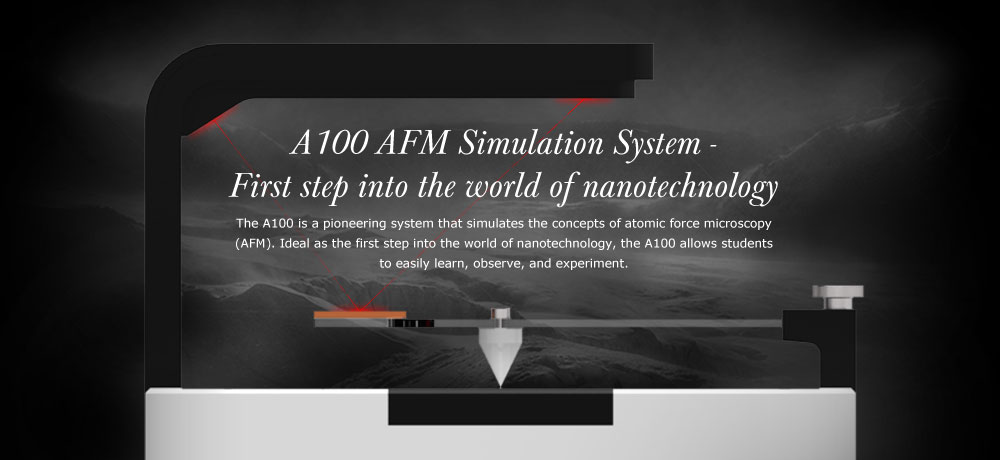 A100 AFM Simulation System -
First step into the world of nanotechnology
The A100 is a pioneering system that simulates the concepts of atomic force microscopy
(AFM). Ideal as the first step into the world of nanotechnology, the A100 allows students
to easily learn, observe, and experiment.